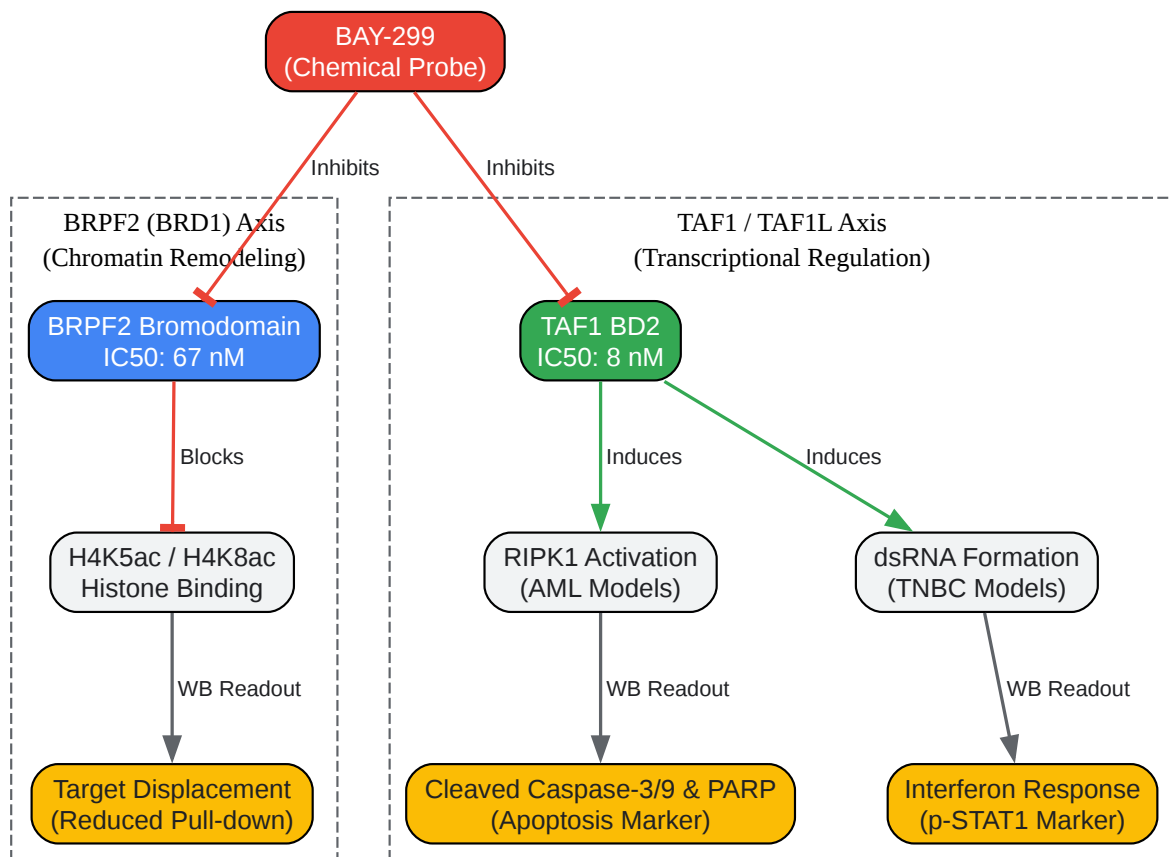 BAY-299
(Chemical Probe)
Inhibits
Inhibits
BRPF2 (BRD1) Axis
(Chromatin Remodeling)
TAF1 / TAF1L Axis
(Transcriptional Regulation)
BRPF2 Bromodomain
IC50: 67 nM
TAF1 BD2
IC50: 8 nM
Blocks
Induces
Induces
H4K5ac / H4K8ac
Histone Binding
RIPK1 Activation
(AML Models)
dsRNA Formation
(TNBC Models)
WB Readout
WB Readout
WB Readout
Target Displacement
(Reduced Pull-down)
Cleaved Caspase-3/9 & PARP
(Apoptosis Marker)
Interferon Response
(p-STAT1 Marker)